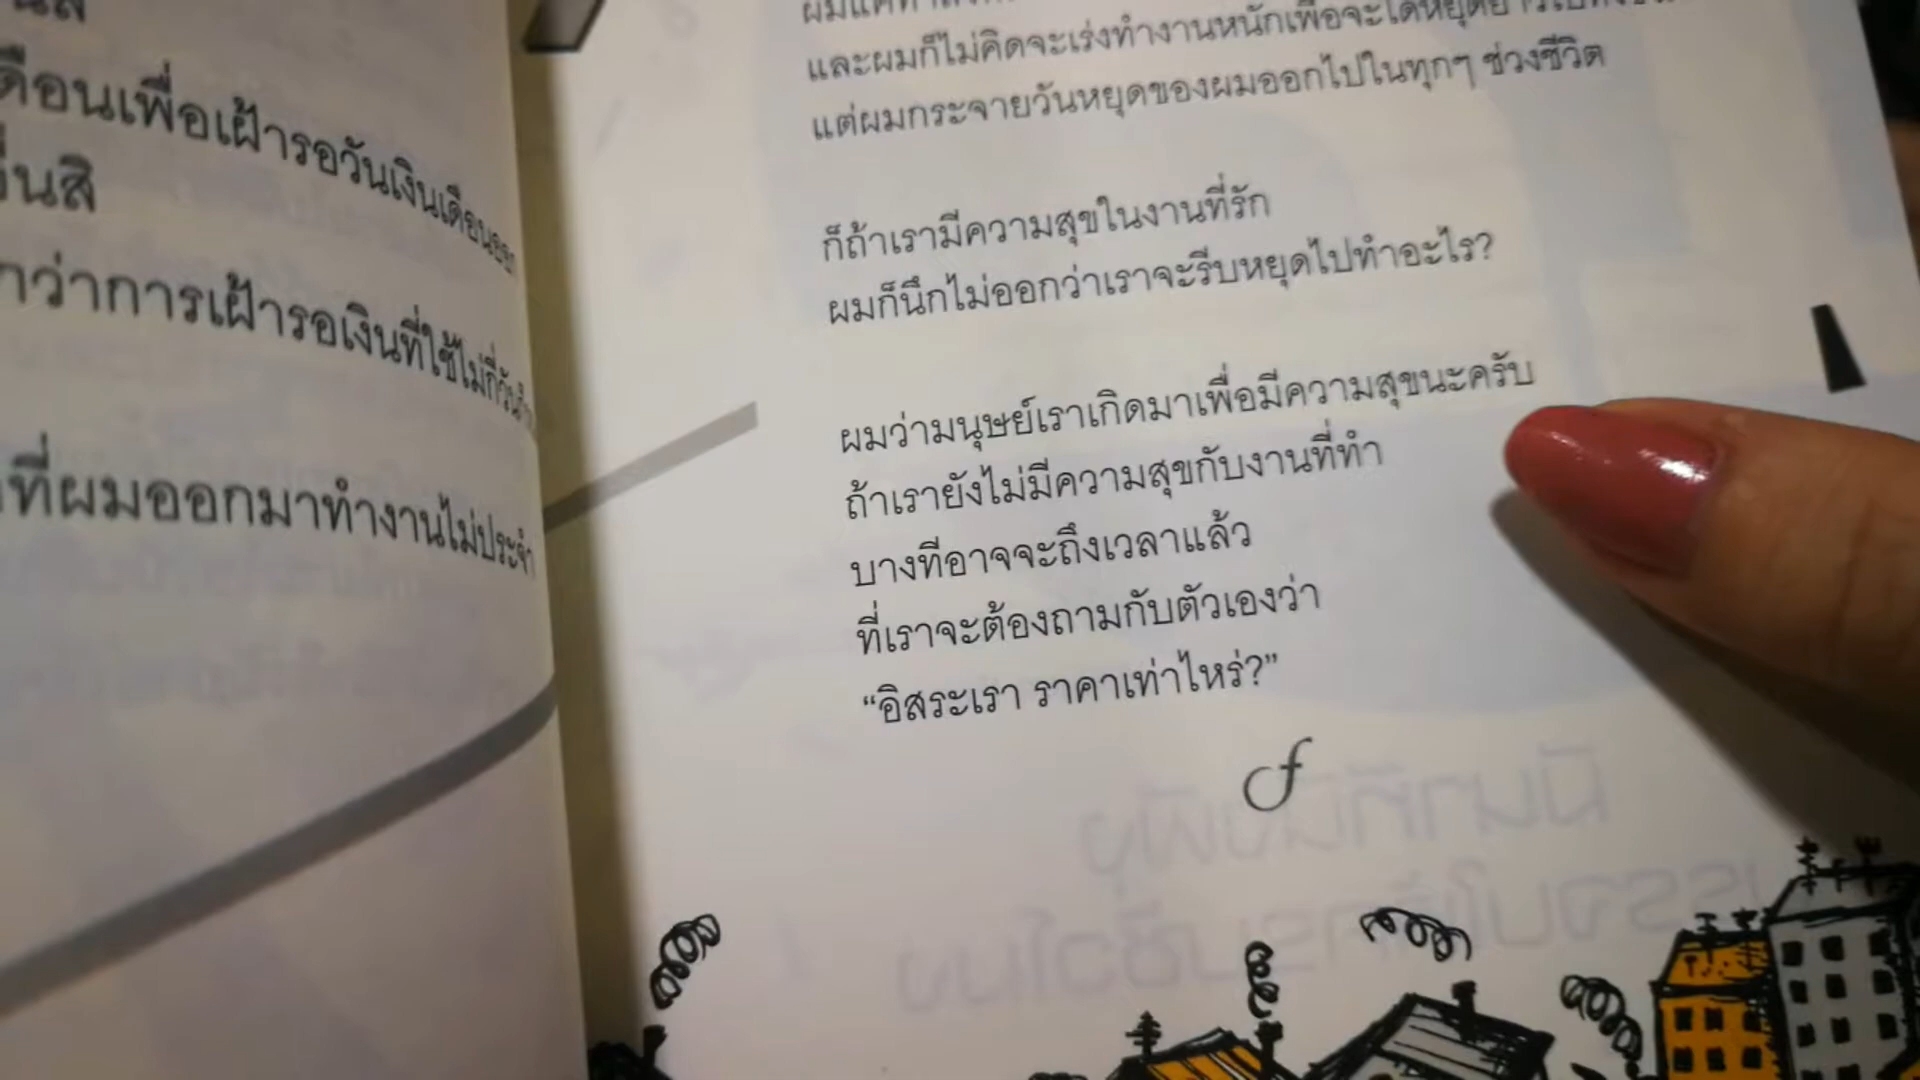 นสิ
ดือนเพื่อเฝ้ารอวันเงินเดือนออก
ื่นสิ
กว่าการเฝ้ารอเงินที่ใช้ไม่กี่วัน
ที่ผมออกมาทำงานไม่ประจำ
และผมก็ไม่คิดจะเร่งทำงานหนักเพื่อจะได้หยุดยาว
แต่ผมกระจายวันหยุดของผมออกไปในทุกๆ ช่วงชีวิต
ก็ถ้าเรามีความสุขในงานที่รัก
ผมก็นึกไม่ออกว่าเราจะรีบหยุดไปทำอะไร?
ผมว่ามนุษย์เราเกิดมาเพื่อมีความสุขนะครับ
ถ้าเรายังไม่มีความสุขกับงานที่ทำ
บางทีอาจจะถึงเวลาแล้ว
ที่เราจะต้องถามกับตัวเองว่า
“อิสระเรา ราคาเท่าไหร่?”
cf